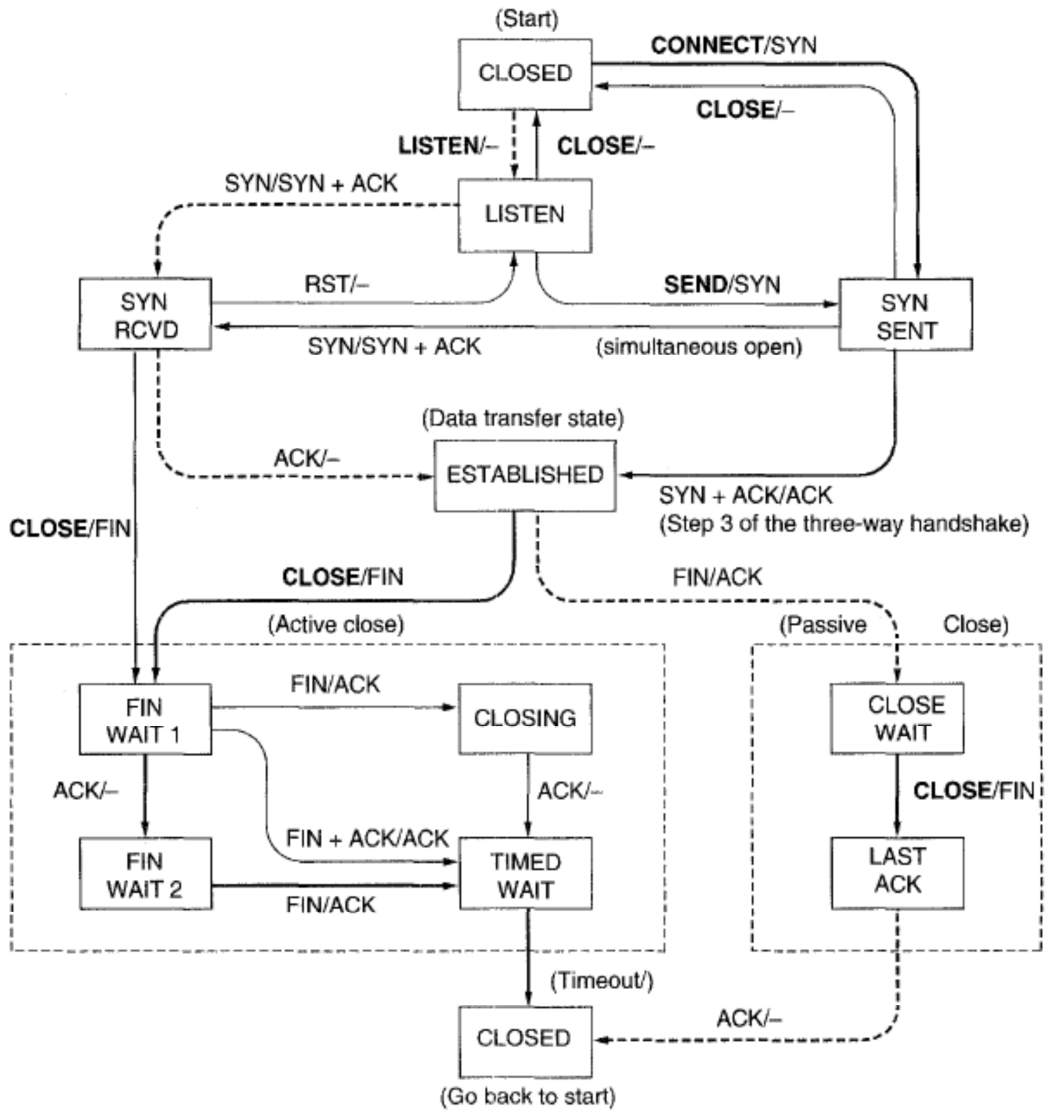 (Start)
CLOSED
CONNECT/SYN
CLOSE/–
LISTEN/–
CLOSE/–
SYN/SYN + ACK
LISTEN
RST/–
SEND/SYN
SYN
RCVD
SYN
SENT
SYN/SYN + ACK
(simultaneous open)
(Data transfer state)
ACK/–
ESTABLISHED
SYN + ACK/ACK
(Step 3 of the three-way handshake)
CLOSE/FIN
CLOSE/FIN
FIN/ACK
(Active close)
(Passive Close)
FIN
WAIT 1
FIN/ACK
CLOSING
CLOSE
WAIT
ACK/–
ACK/–
CLOSE/FIN
FIN + ACK/ACK
FIN
WAIT 2
TIMED
WAIT
LAST
ACK
FIN/ACK
(Timeout/)
CLOSED
ACK/–
(Go back to start)